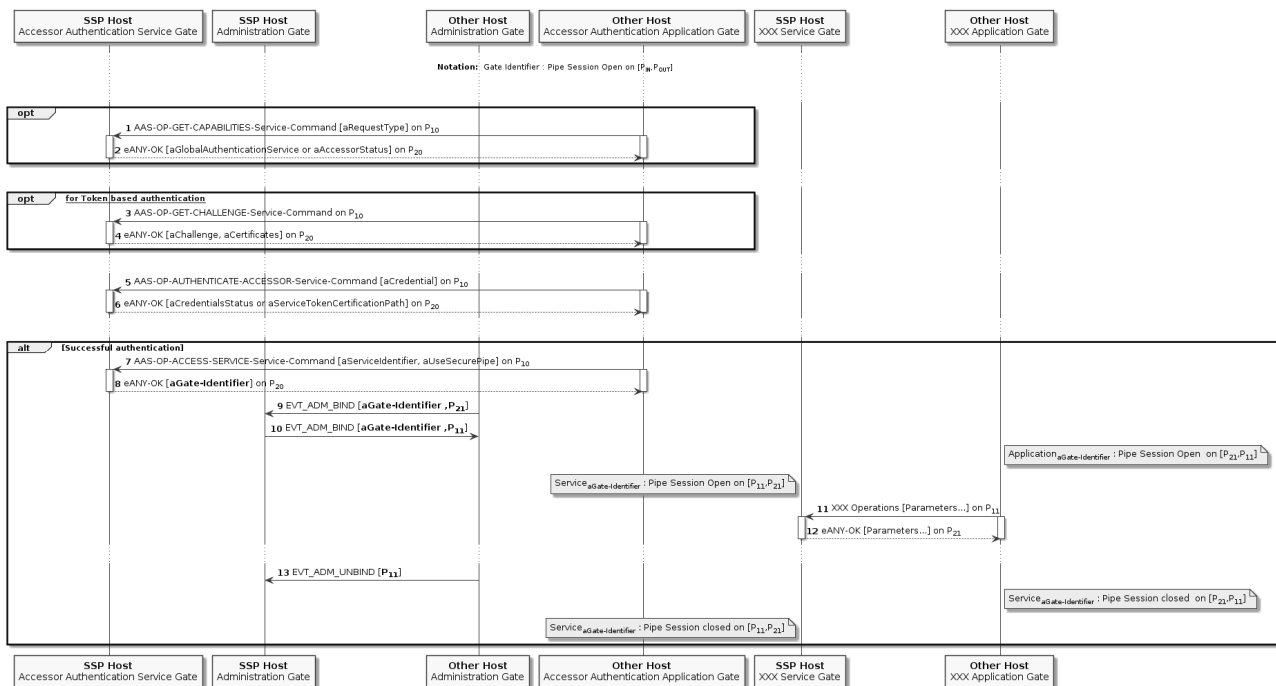 SSP Host
Accessor Authentication Service Gate
SSP Host
Administration Gate
Other Host
Administration Gate
Other Host
Accessor Authentication Application Gate
SSP Host
XXX Service Gate
Other Host
XXX Application Gate
Notation: Gate Identifier : Pipe Session Open on [PIN,POUT]
opt
1 AAS-OP-GET-CAPABILITIES-Service-Command [aRequestType] on P10
2 eANY-OK [aGlobalAuthenticationService or aAccessorStatus] on P20
opt for Token based authentication
3 AAS-OP-GET-CHALLENGE-Service-Command on P10
4 eANY-OK [aChallenge, aCertificates] on P20
5 AAS-OP-AUTHENTICATE-ACCESSOR-Service-Command [aCredential] on P10
6 eANY-OK [aCredentialsStatus or aServiceTokenCertificationPath] on P20
alt [Successful authentication]
7 AAS-OP-ACCESS-SERVICE-Service-Command [aServiceIdentifier, aUseSecurePipe] on P10
8 eANY-OK [aGate-Identifier] on P20
9 EVT_ADM_BIND [aGate-Identifier ,P21]
10 EVT_ADM_BIND [aGate-Identifier ,P11]
Application aGate-Identifier : Pipe Session Open on [P21,P11]
Service aGate-Identifier : Pipe Session Open on [P11,P21]
11 XXX Operations [Parameters...] on P11
12 eANY-OK [Parameters...] on P21
13 EVT_ADM_UNBIND [P11]
Service aGate-Identifier : Pipe Session closed on [P21,P11]
Service aGate-Identifier : Pipe Session closed on [P11,P21]
SSP Host
Accessor Authentication Service Gate
SSP Host
Administration Gate
Other Host
Administration Gate
Other Host
Accessor Authentication Application Gate
SSP Host
XXX Service Gate
Other Host
XXX Application Gate